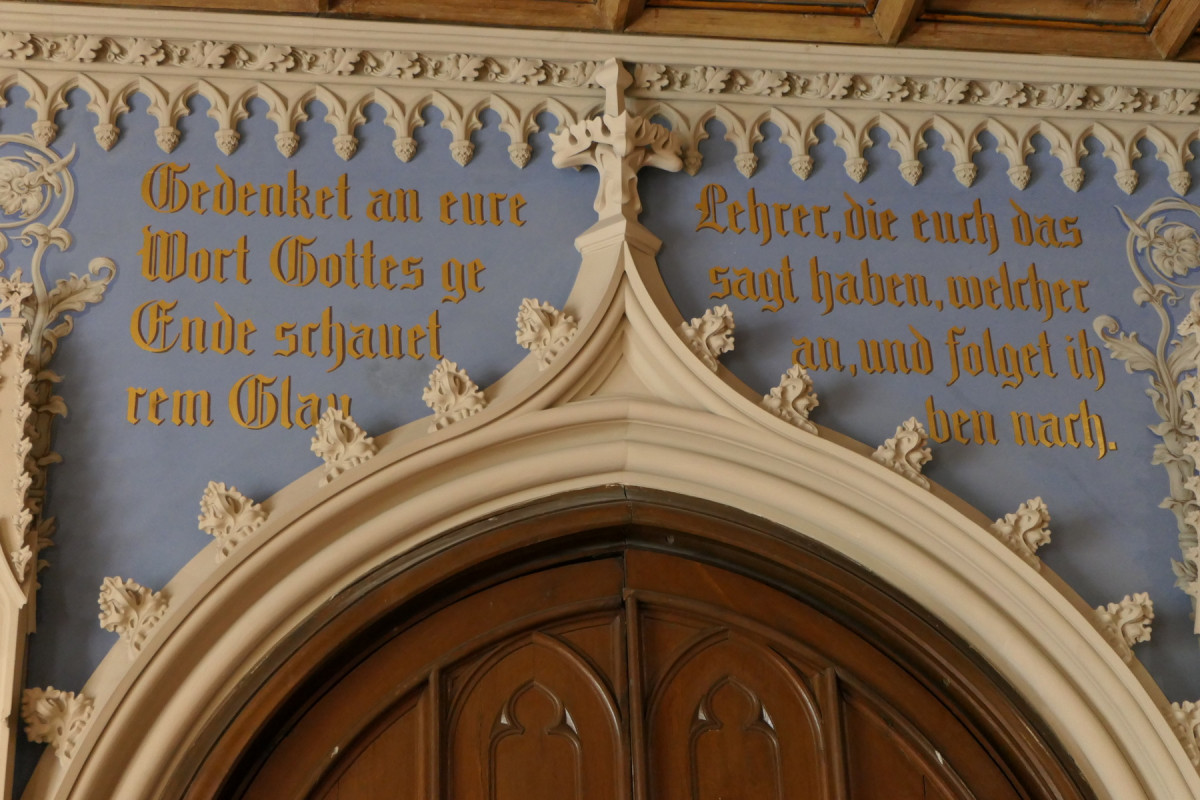 Gedenket an eure Lehrer, die euch das
Wort Gottes ge sagt haben, welcher
Ende schauet an, und folget ih
rem Glau ben nach.